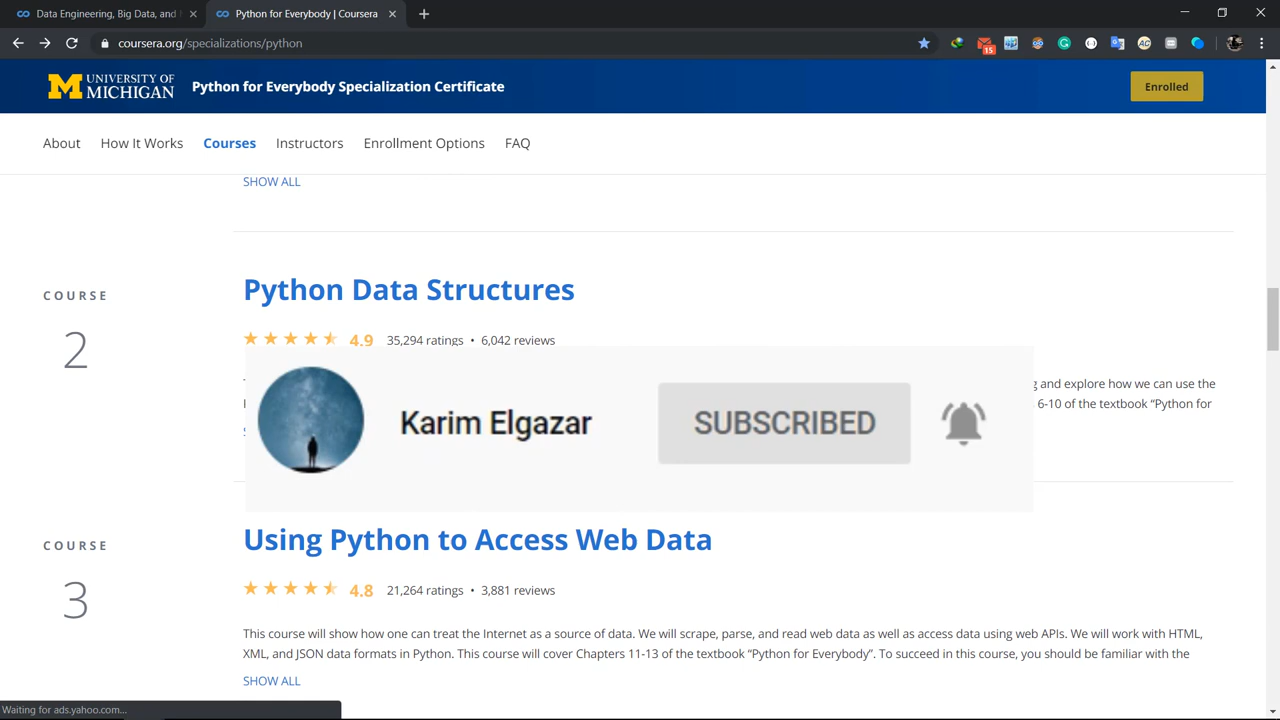 Data Engineering, Big Data, and
Python for Everybody | Coursera
coursera.org/specializations/python
15
UNIVERSITY OF
MICHIGAN
Python for Everybody Specialization Certificate
Enrolled
About
How It Works
Courses
Instructors
Enrollment Options
FAQ
SHOW ALL
COURSE
2
Python Data Structures
4.9 35,294 ratings • 6,042 reviews
and explore how we can use the
6-10 of the textbook “Python for
Karim Elgazar
SUBSCRIBED
COURSE
3
Using Python to Access Web Data
4.8 21,264 ratings • 3,881 reviews
This course will show how one can treat the Internet as a source of data. We will scrape, parse, and read web data as well as access data using web APIs. We will work with HTML,
XML, and JSON data formats in Python. This course will cover Chapters 11-13 of the textbook “Python for Everybody”. To succeed in this course, you should be familiar with the
SHOW ALL
Waiting for ads.yahoo.com...